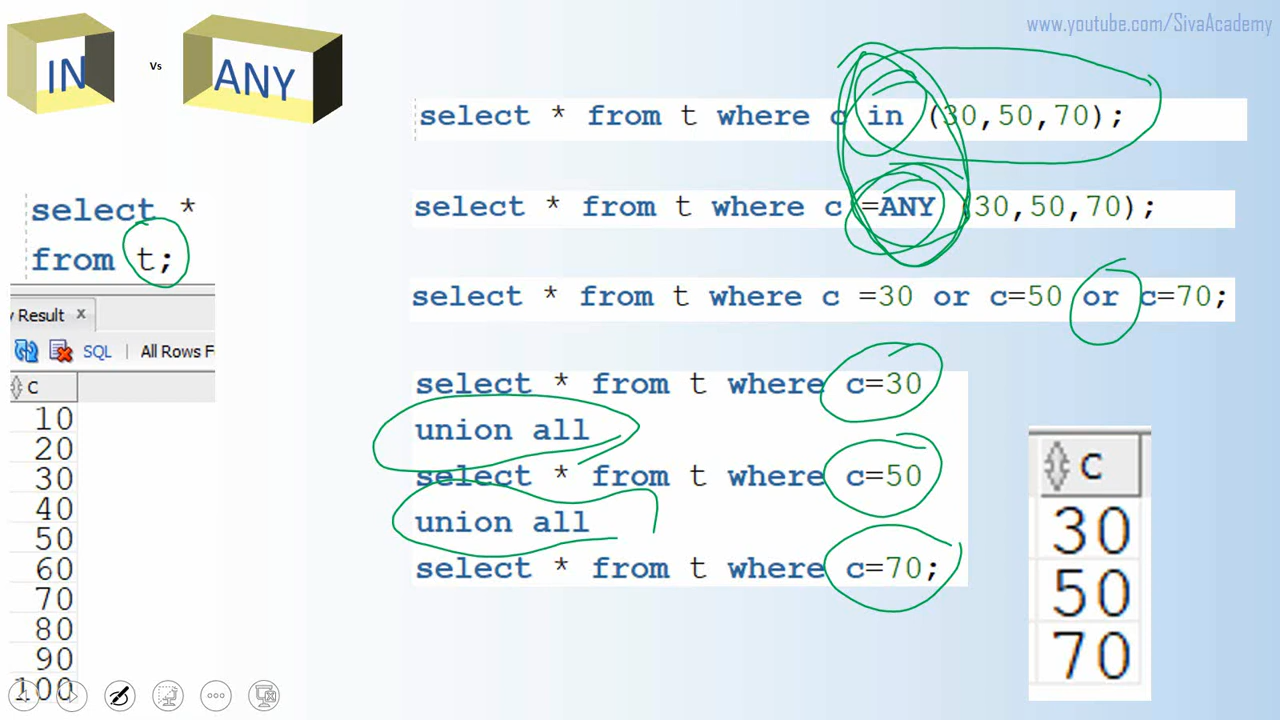 www.youtube.com/SivaAcademy
IN
vs
ANY
select * from t where c in (30,50,70);
select * from t where c =ANY (30,50,70);
select * from t where c =30 or c=50 or c=70;
select * from t where c=30
union all
select * from t where c=50
union all
select * from t where c=70;
select *
from t;
y Result x
SQL | All Rows F
C
10
20
30
40
50
60
70
80
90
100
C
30
50
70